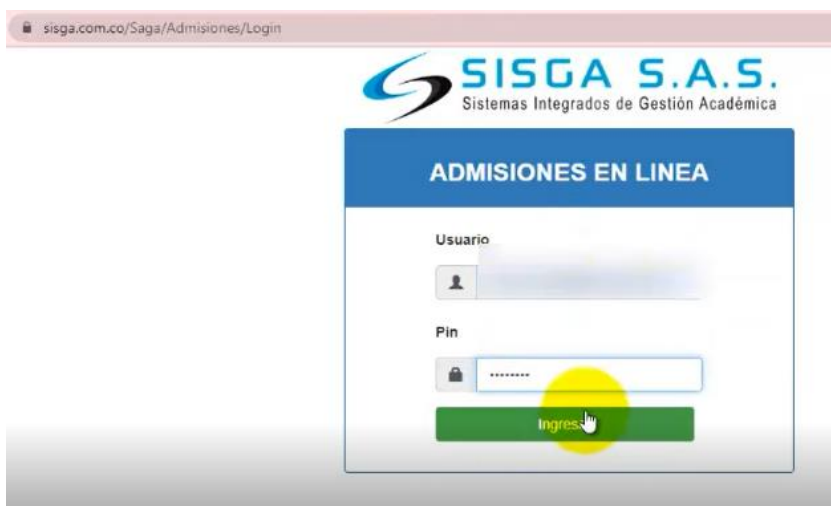 sisga.com.co/Saga/Admisiones/Login
SISGA S.A.S.
Sistemas Integrados de Gestión Académica
ADMISIONES EN LINEA
Usuario
Pin
........